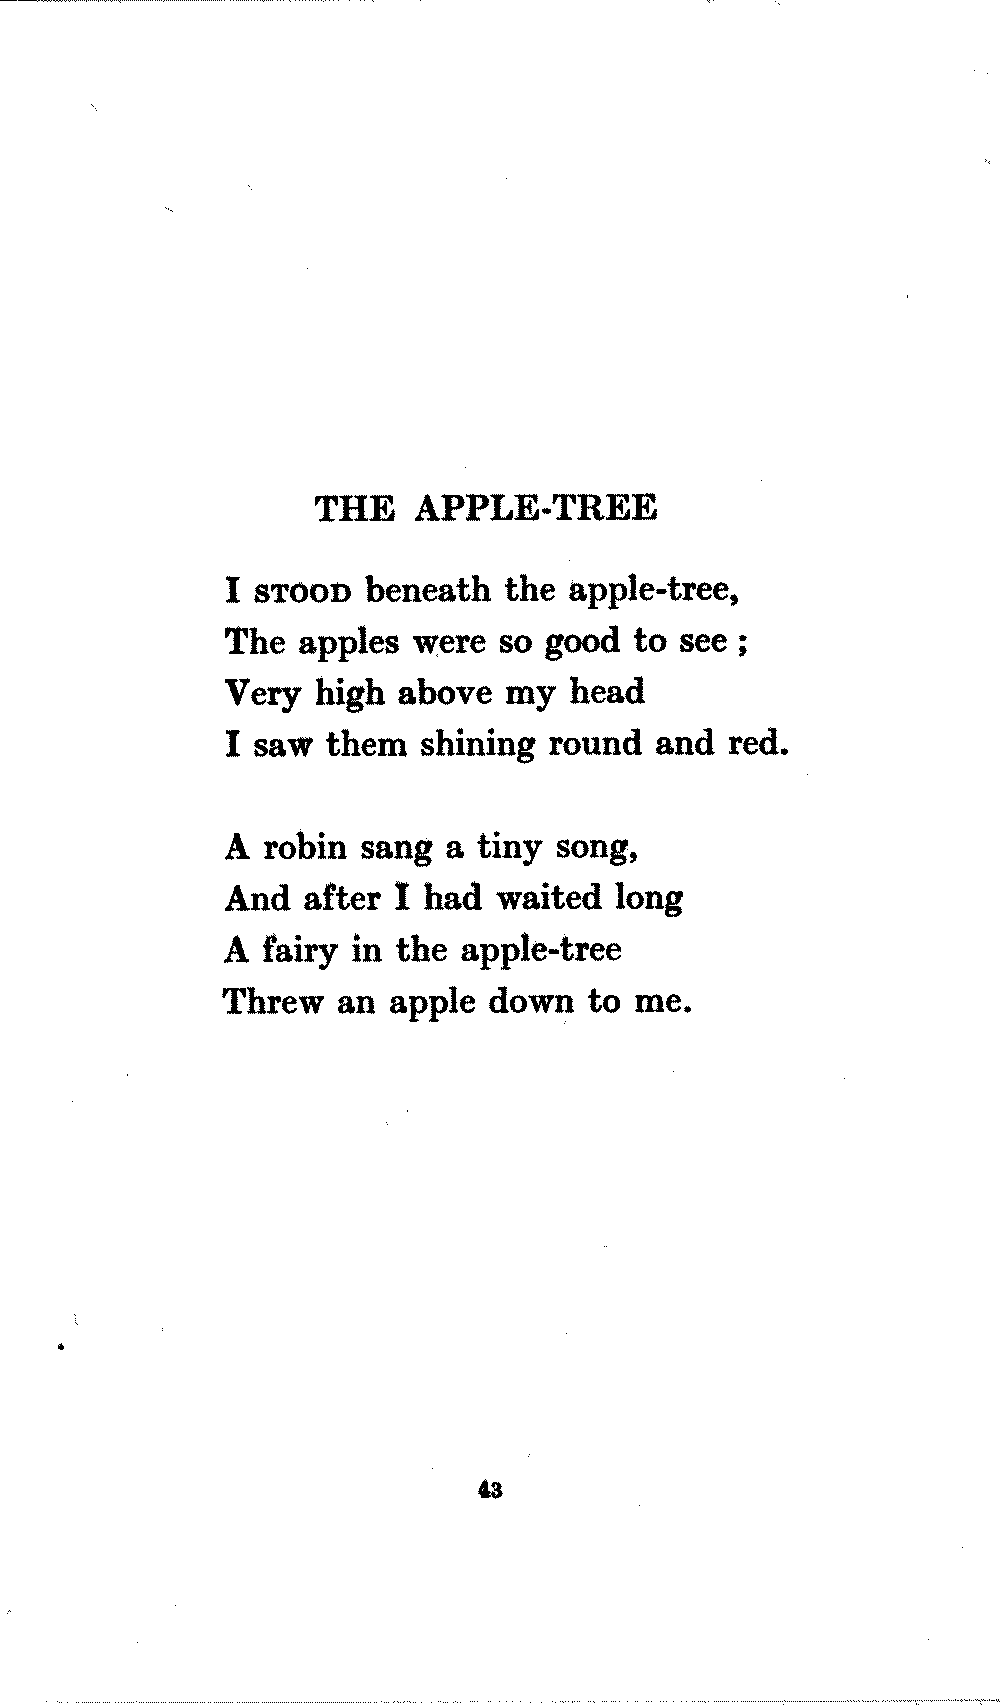 THE APPLE-TREE
I STOOD beneath the apple-tree,
The apples were so good to see ;
Very high above my head
I saw them shining round and red.
A robin sang a tiny song,
And after I had waited long
A fairy in the apple-tree
Threw an apple down to me.
43